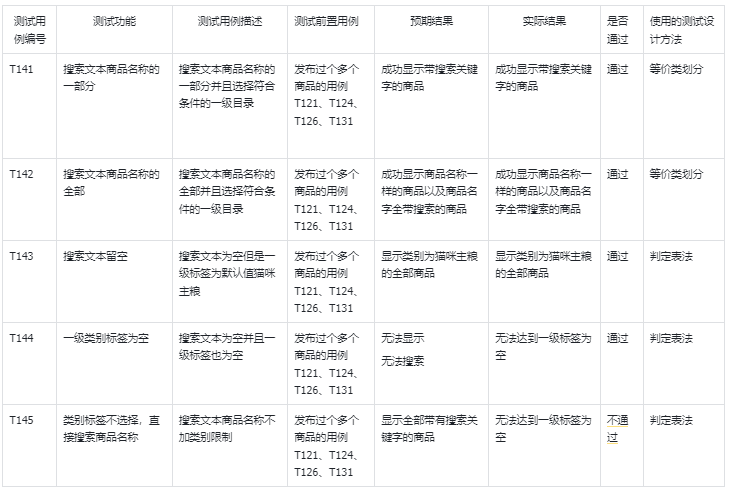 测试用
例编号
测试功能
测试用例描述
测试前置用例
预期结果
实际结果
是否
通过
使用的测试设
计方法
T141
搜索文本商品名称的
一部分
搜索文本商品名称的
一部分并且选择符合
条件的一级目录
发布过个多个
商品的用例
T121、T124、
T126、T131
成功显示带搜索关键
字的商品
成功显示带搜索关键
字的商品
通过
等价类划分
T142
搜索文本商品名称的
全部
搜索文本商品名称的
全部并且选择符合条
件的一级目录
发布过个多个
商品的用例
T121、T124、
T126、T131
成功显示商品名称一
样的商品以及商品名
字全带搜索的商品
成功显示商品名称一
样的商品以及商品名
字全带搜索的商品
通过
等价类划分
T143
搜索文本留空
搜索文本为空但是一
级标签为默认值猫咪
主粮
发布过个多个
商品的用例
T121、T124、
T126、T131
显示类别为猫咪主粮
的全部商品
显示类别为猫咪主粮
的全部商品
通过
判定表法
T144
一级类别标签为空
搜索文本为空并且一
级标签也为空
发布过个多个
商品的用例
T121、T124、
T126、T131
无法显示
无法搜索
无法达到一级标签为
空
通过
判定表法
T145
类别标签不选择，直
接搜索商品名称
搜索文本商品名称不
加类别限制
发布过个多个
商品的用例
T121、T124、
T126、T131
显示全部带有搜索关
键字的商品
无法达到一级标签为
空
不通
过
判定表法